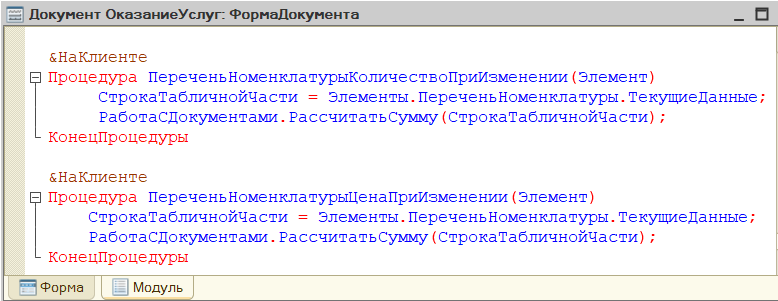 Документ ОказаниеУслуг: ФормаДокумента
&НаКлиенте
Процедура ПереченьНоменклатурыКоличествоПриИзменении(Элемент)
СтрокаТабличнойЧасти = Элементы.ПереченьНоменклатуры.ТекущиеДанные;
РаботаСДокументами.РассчитатьСумму(СтрокаТабличнойЧасти);
КонецПроцедуры
&НаКлиенте
Процедура ПереченьНоменклатурыЦенаПриИзменении(Элемент)
СтрокаТабличнойЧасти = Элементы.ПереченьНоменклатуры.ТекущиеДанные;
РаботаСДокументами.РассчитатьСумму(СтрокаТабличнойЧасти);
КонецПроцедуры
Форма Модуль